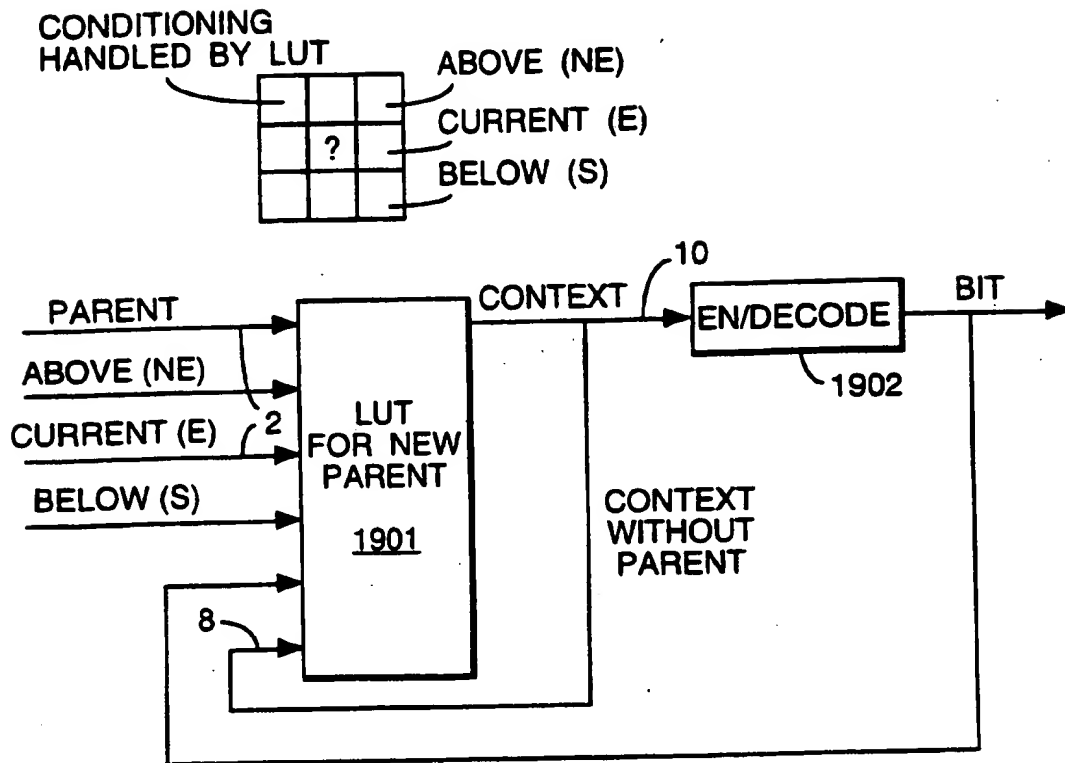 CONDITIONING
HANDLED BY LUT
ABOVE (NE)
CURRENT (E)
?
BELOW (S)
10
PARENT
CONTEXT
EN/DECODE
BIT
1902
ABOVE (NE)
2
CURRENT (E)
LUT
FOR NEW
PARENT
BELOW (S)
1901
CONTEXT
WITHOUT
PARENT
8